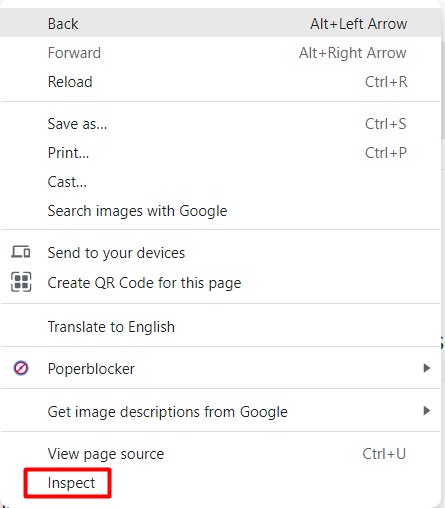 Back Alt+Left Arrow
Forward Alt+Right Arrow
Reload Ctrl+R
Save as... Ctrl+S
Print... Ctrl+P
Cast...
Search images with Google
Send to your devices
Create QR Code for this page
Translate to English
Poperblocker
Get image descriptions from Google
View page source Ctrl+U
Inspect